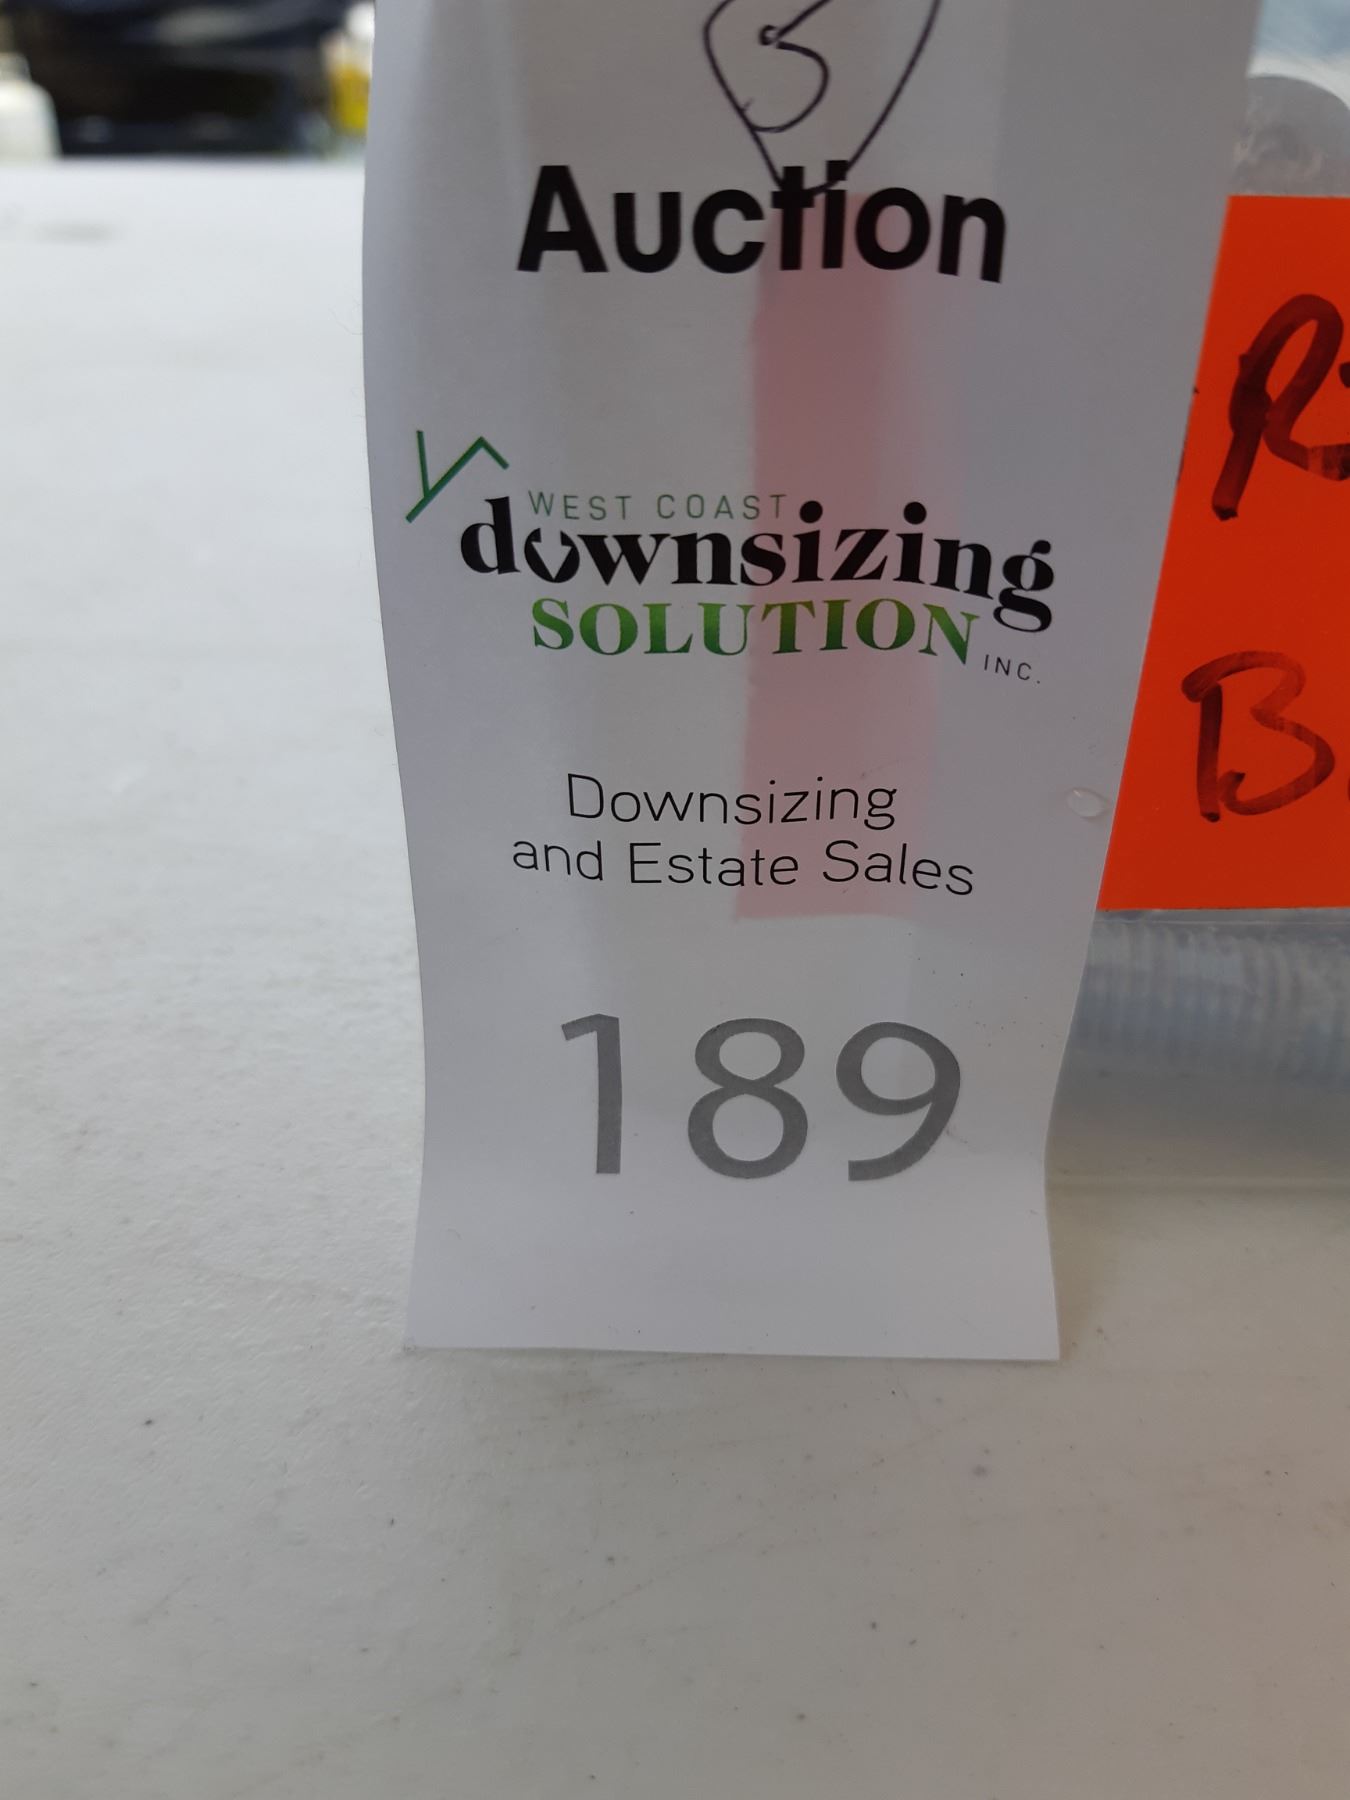 5
Auction
WEST COAST
downsizing
SOLUTION
INC.
Downsizing
and Estate Sales
189